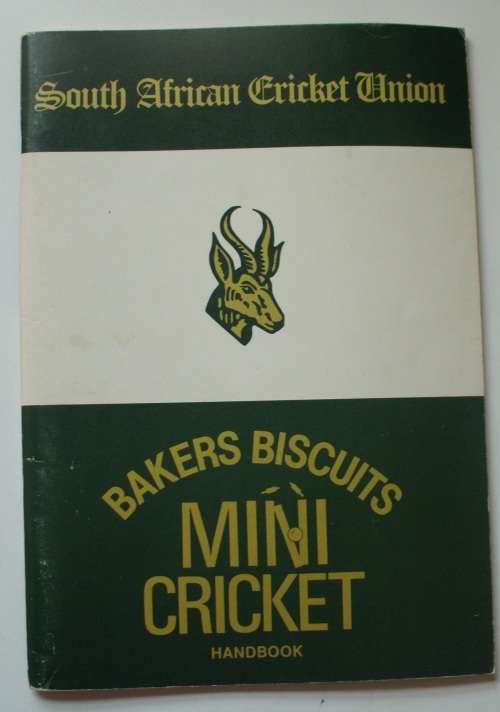 South African Cricket Union
BAKERS BISCUITS
MINI
CRICKET
HANDBOOK